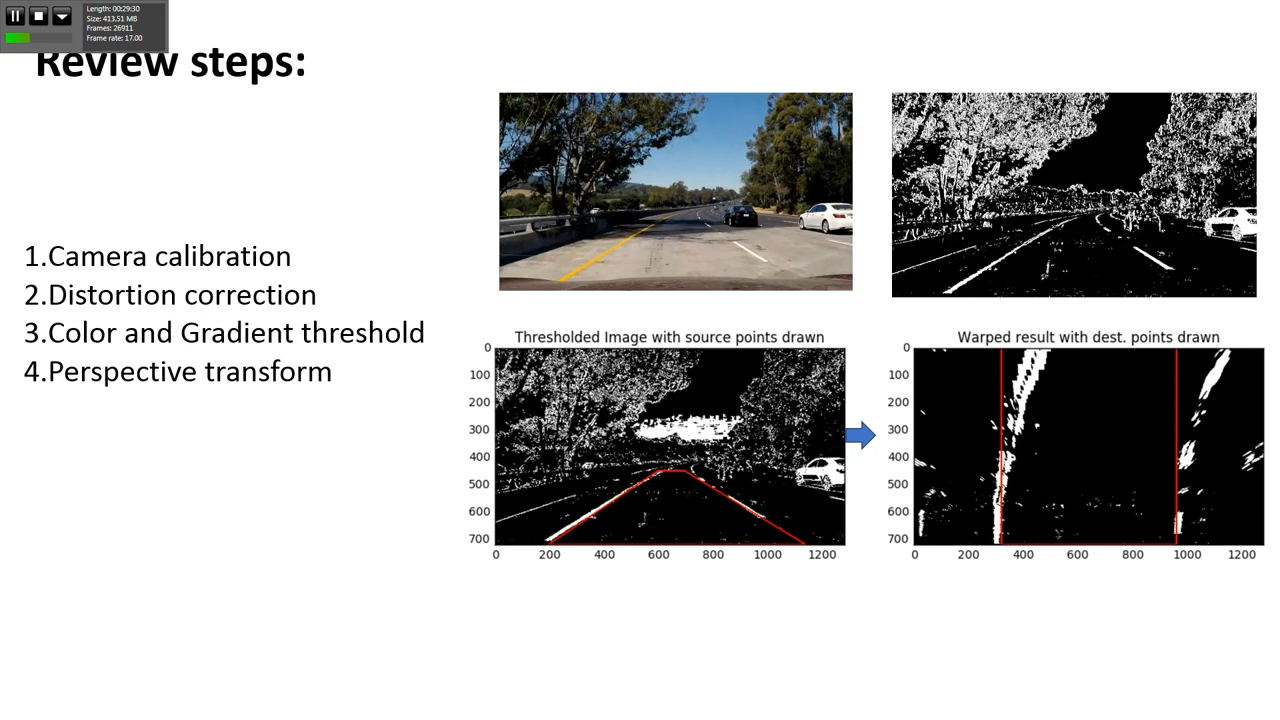 Length: 00:29:30
Size: 413.51 MB
Frames: 26911
Frame rate: 17.00
Review steps:
1.Camera calibration
2.Distortion correction
3.Color and Gradient threshold
4.Perspective transform
Thresholded Image with source points drawn
0
100
200
300
400
500
600
700
0 200 400 600 800 1000 1200
Warped result with dest. points drawn
0
100
200
300
400
500
600
700
0 200 400 600 800 1000 1200